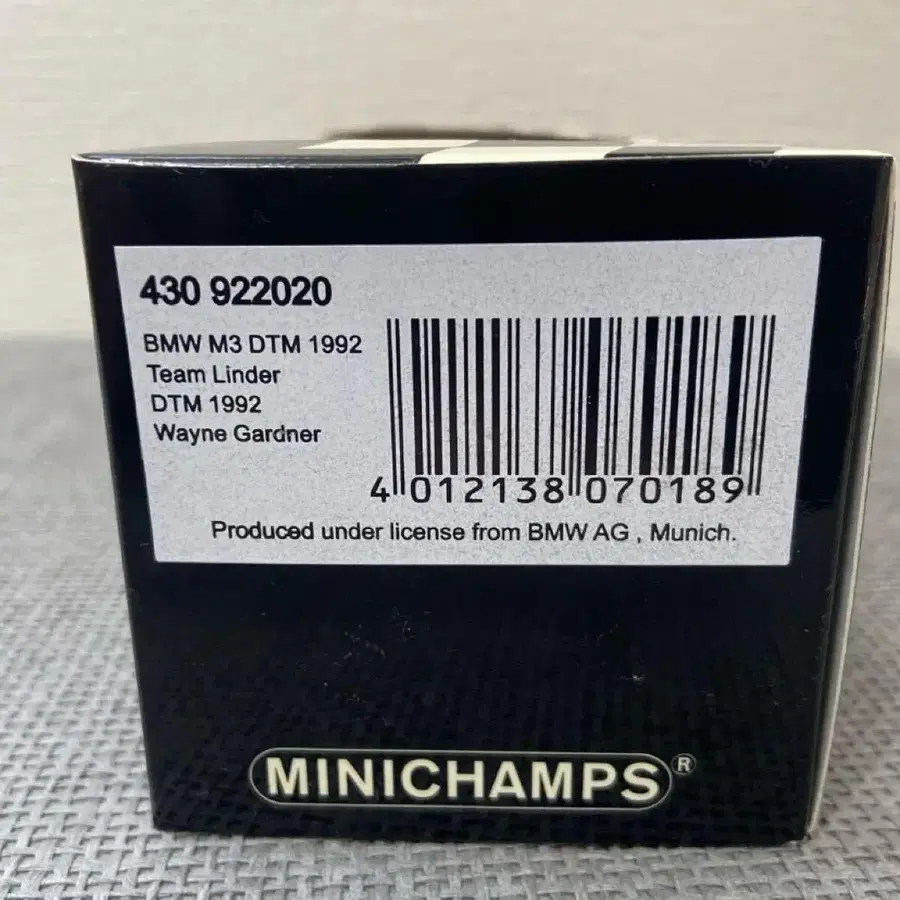 430 922020
BMW M3 DTM 1992
Team Linder
DTM 1992
Wayne Gardner
4 012138 070189
Produced under license from BMW AG , Munich.
MINICHAMPS®